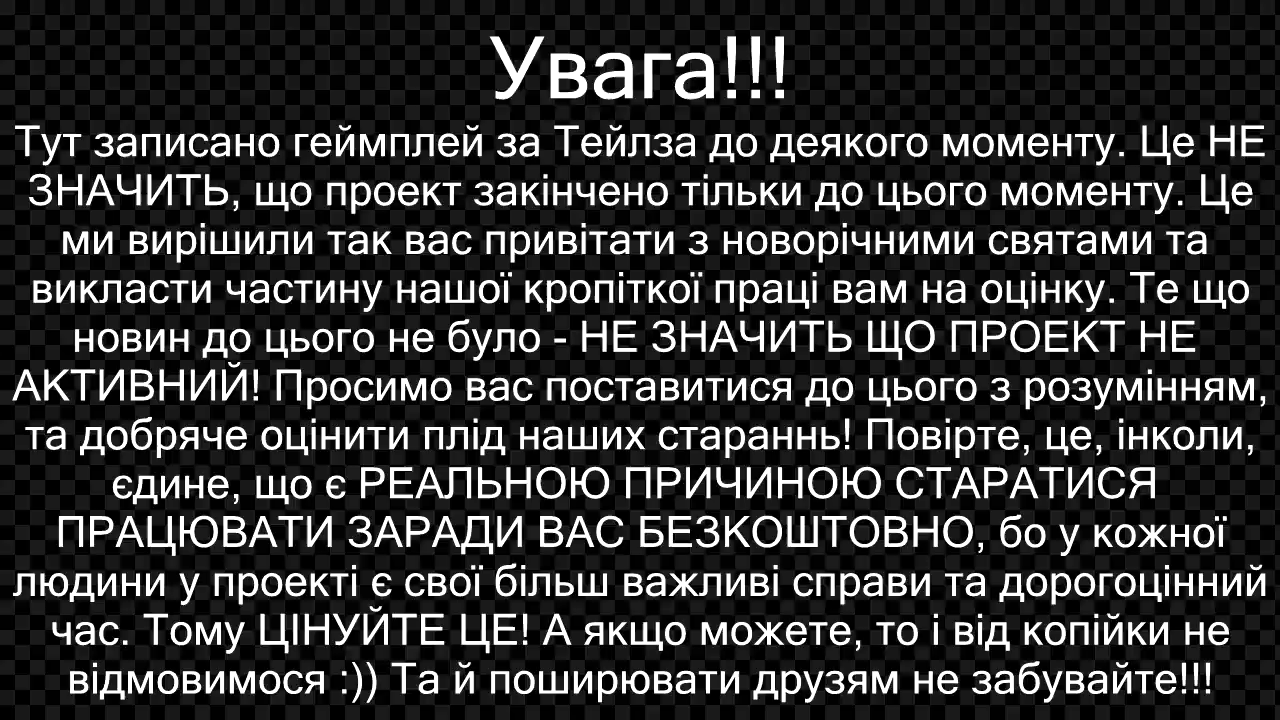 Увага!!!
Тут записано геймплей за Тейлза до деякого моменту. Це НЕ
ЗНАЧИТЬ, що проект закінчено тільки до цього моменту. Це
ми вирішили так вас привітати з новорічними святами та
викласти частину нашої кропіткої праці вам на оцінку. Те що
новин до цього не було - НЕ ЗНАЧИТЬ ЩО ПРОЕКТ НЕ
АКТИВНИЙ! Просимо вас поставитися до цього з розумінням,
та добряче оцінити плід наших стараннь! Повірте, це, інколи,
єдине, що є РЕАЛЬНОЮ ПРИЧИНОЮ СТАРАТИСЯ
ПРАЦЮВАТИ ЗАРАДИ ВАС БЕЗКОШТОВНО, бо у кожної
людини у проекті є свої більш важливі справи та дорогоцінний
час. Тому ЦІНУЙТЕ ЦЕ! А якщо можете, то і від копійки не
відмовимося :)) Та й поширювати друзям не забувайте!!!